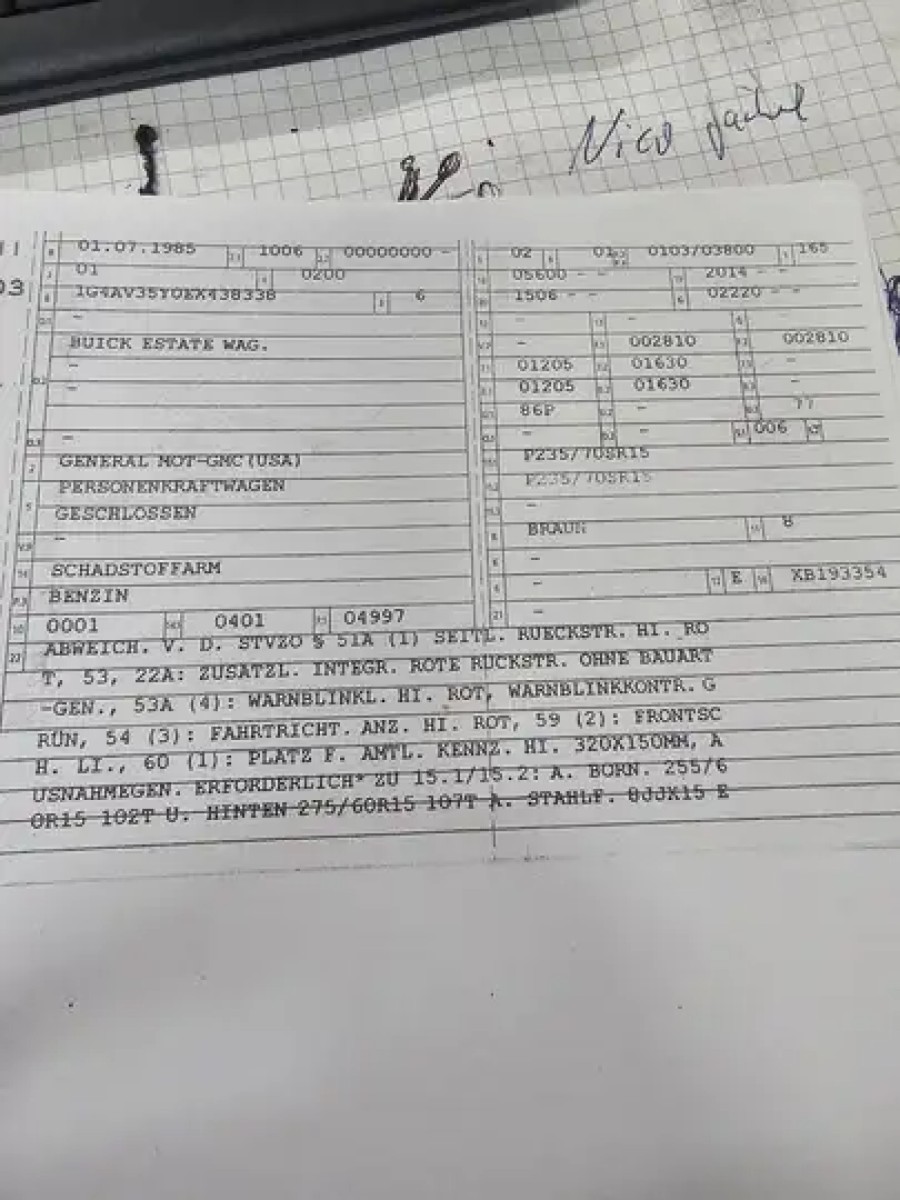 Nico
01.07.1985 1006 00000000 -
01 0200
1G4AV35Y0EX438338 6
-
BUICK ESTATE WAG.
-
-
-
GENERAL MOT-GMC(USA)
PERSONENKRAFTWAGEN
GESCHLOSSEN
-
SCHADSTOFFARM
BENZIN
0001 0401 04997
02 01 0103/03800 165
05600 - - 2014 - -
1506 - - 02220 - -
- - -
- 002810 002810
01205 01630 -
01205 01630 -
86P - 77
- - 006
P235/70SR15
P235/70SR15
-
BRAUN 8
-
- E XB193354
-
ABWEICH. V. D. STVZO § 51A (1) SEITL. RUECKSTR. HI. RO
T, 53, 22A: ZUSATZL. INTEGR. ROTE RUCKSTR. OHNE BAUART
-GEN., 53A (4): WARNBLINKL. HI. ROT, WARNBLINKKONTR. G
RÜN, 54 (3): FAHRTRICHT. ANZ. HI. ROT, 59 (2): FRONTSC
H. LI., 60 (1): PLATZ F. AMTL. KENNZ. HI. 320X150MM, A
USNAHMEGEN. ERFORDERLICH* ZU 15.1/15.2: A. BORN. 255/6
0R15 102T U. HINTEN 275/60R15 107T A. STAHLF. 8JJX15 E